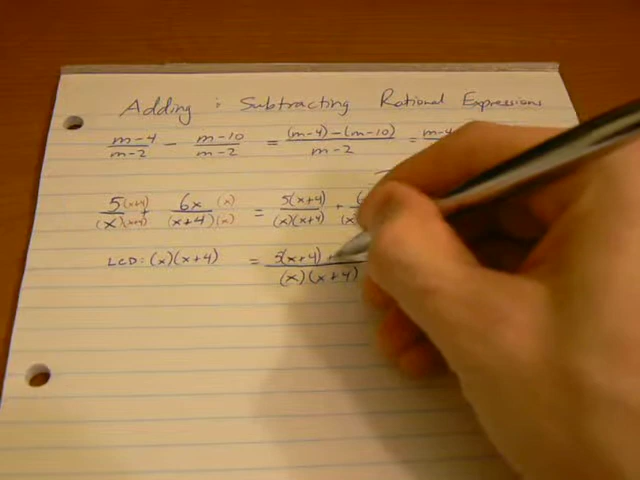 Adding : Subtracting Rational Expressions
m-4/m-2 - m-10/m-2 = (m-4)-(m-10)/m-2 = m-4
5(x+4)/(x)(x+4) + 6x(x)/(x+4)(x) = 5(x+4)/(x)(x+4) +
LCD: (x)(x+4) = 5(x+4) +/(x)(x+4)